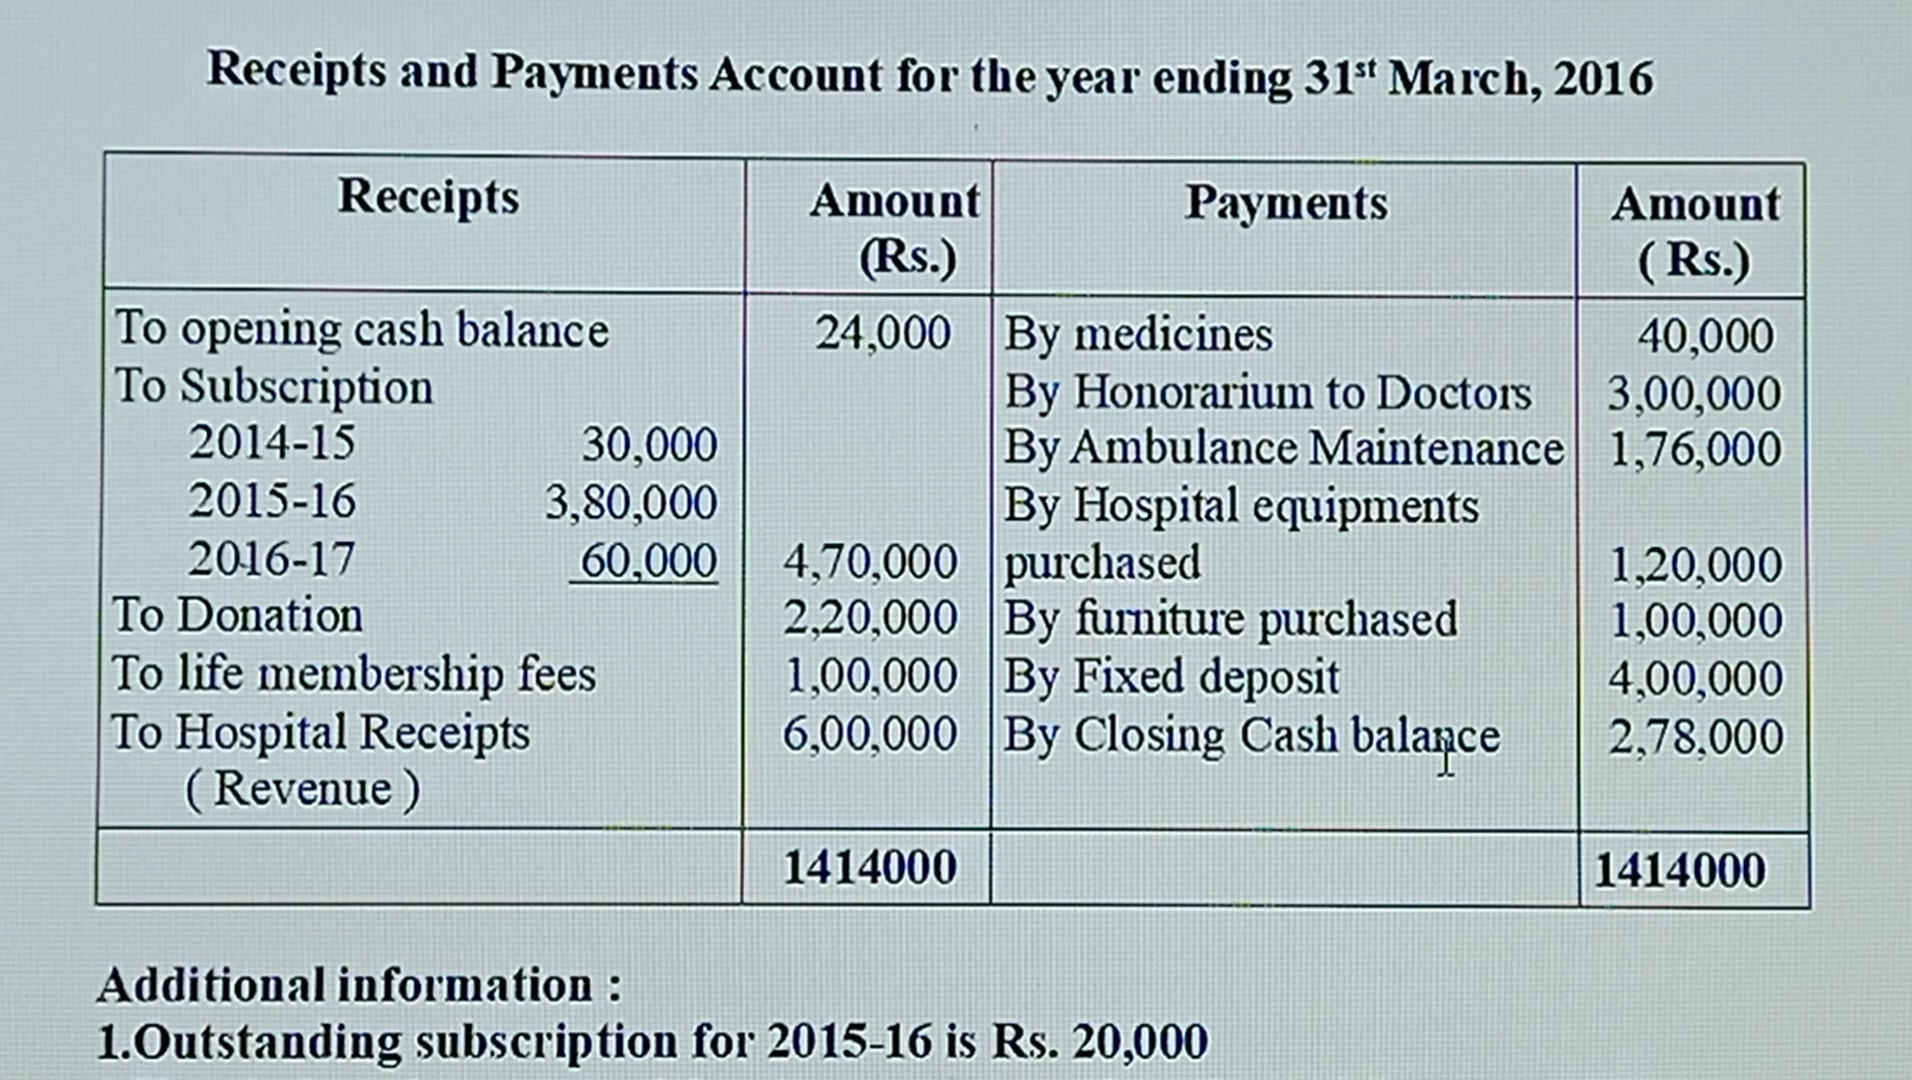 Receipts and Payments Account for the year ending 31st March, 2016
Receipts Amount (Rs.) Payments Amount ( Rs.)
To opening cash balance 24,000 By medicines 40,000
To Subscription By Honorarium to Doctors 3,00,000
2014-15 30,000 By Ambulance Maintenance 1,76,000
2015-16 3,80,000 By Hospital equipments
2016-17 60,000 4,70,000 purchased 1,20,000
To Donation 2,20,000 By furniture purchased 1,00,000
To life membership fees 1,00,000 By Fixed deposit 4,00,000
To Hospital Receipts 6,00,000 By Closing Cash balance 2,78,000
( Revenue )
1414000 1414000
Additional information :
1.Outstanding subscription for 2015-16 is Rs. 20,000